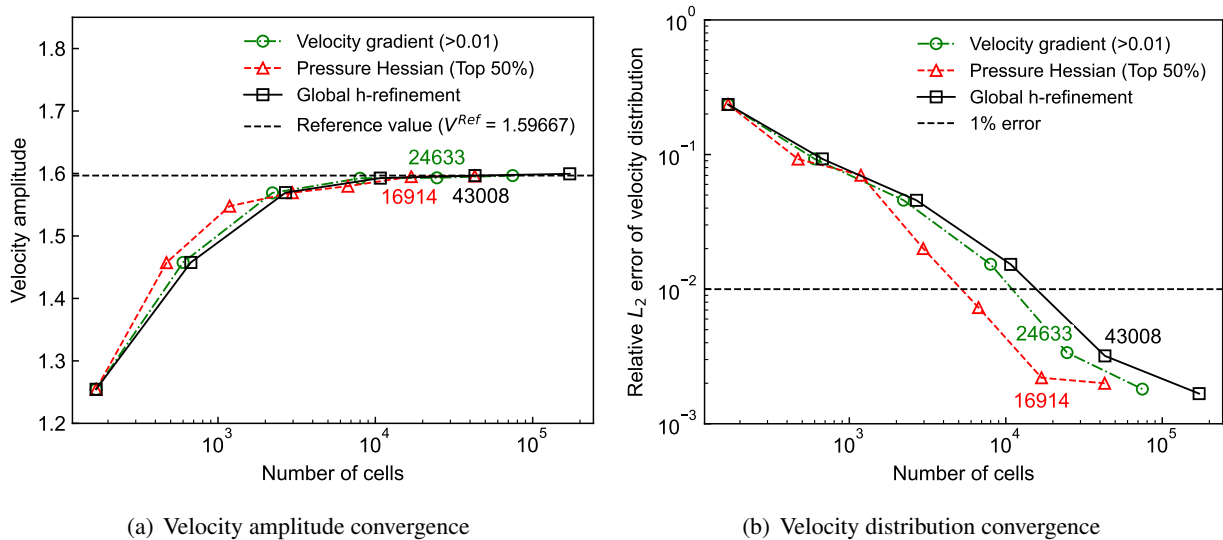 1.8
1.7
1.6
1.5
1.4
1.3
1.2
Velocity amplitude
Velocity gradient (>0.01)
Pressure Hessian (Top 50%)
Global h-refinement
Reference value (V^Ref = 1.59667)
24633
16914
43008
10^3
10^4
10^5
Number of cells
(a) Velocity amplitude convergence
10^0
10^−1
10^−2
10^−3
Relative L_2 error of velocity distribution
Velocity gradient (>0.01)
Pressure Hessian (Top 50%)
Global h-refinement
1% error
24633
43008
16914
10^3
10^4
10^5
Number of cells
(b) Velocity distribution convergence